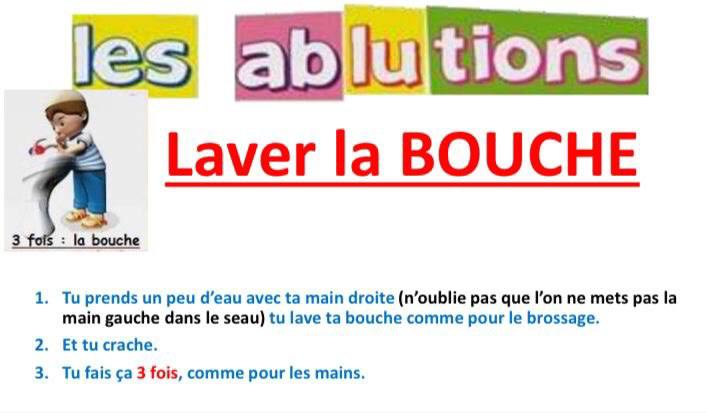 les ablutions
Laver la BOUCHE
3 fois : la bouche
1. Tu prends un peu d’eau avec ta main droite (n’oublie pas que l’on ne mets pas la
main gauche dans le seau) tu lave ta bouche comme pour le brossage.
2. Et tu crache.
3. Tu fais ça 3 fois, comme pour les mains.